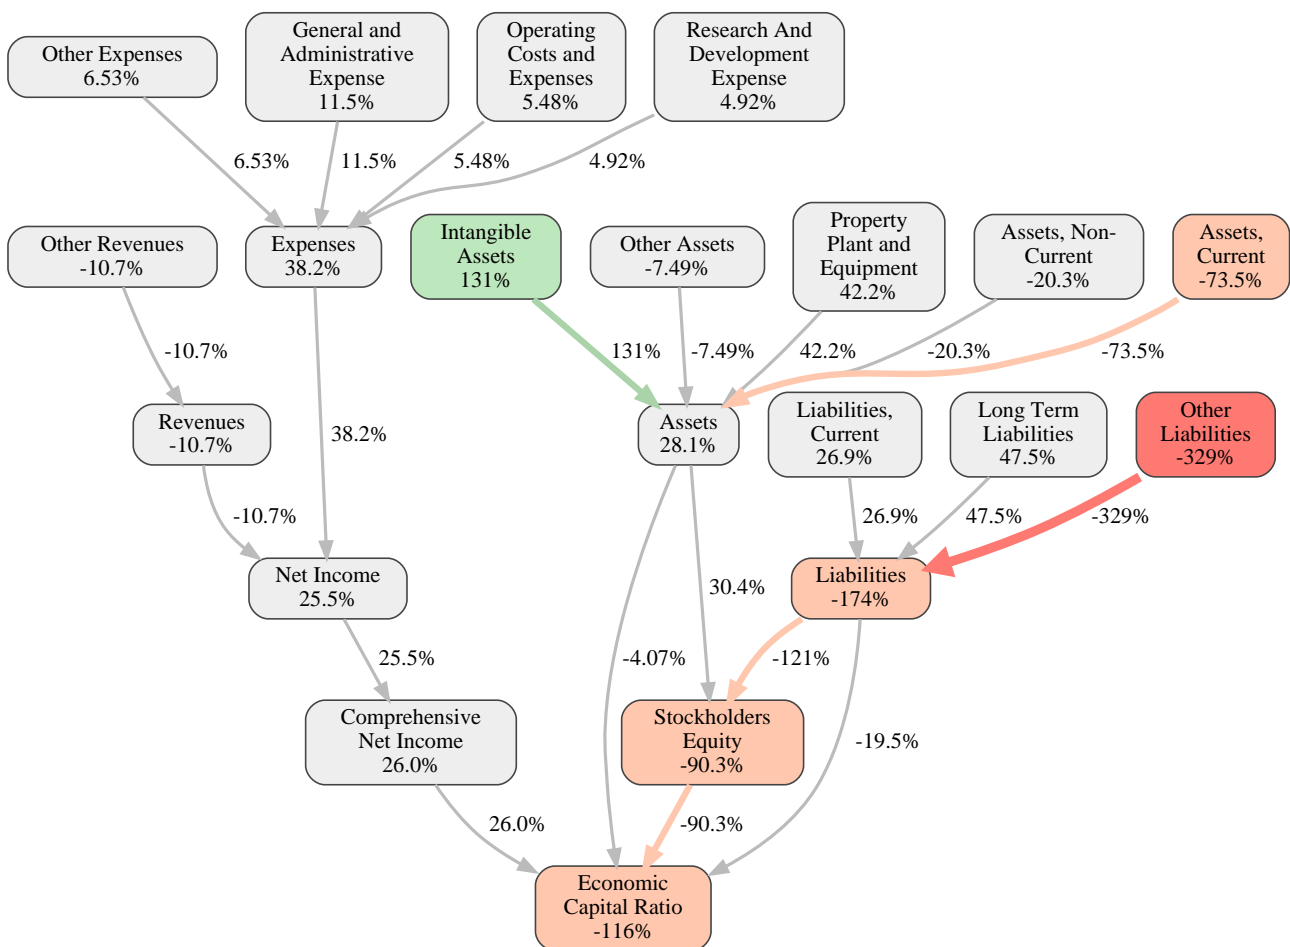 Other Expenses
6.53%
General and
Administrative
Expense
11.5%
Operating
Costs and
Expenses
5.48%
Research And
Development
Expense
4.92%
6.53%
11.5%
5.48%
4.92%
Other Revenues
-10.7%
Expenses
38.2%
Intangible
Assets
131%
Other Assets
-7.49%
Property
Plant and
Equipment
42.2%
Assets, Non-
Current
-20.3%
Assets,
Current
-73.5%
-10.7%
131%
-7.49%
42.2%
-20.3%
-73.5%
Revenues
-10.7%
38.2%
Assets
28.1%
Liabilities,
Current
26.9%
Long Term
Liabilities
47.5%
Other
Liabilities
-329%
-10.7%
26.9%
47.5%
-329%
Net Income
25.5%
30.4%
Liabilities
-174%
25.5%
-4.07%
-121%
Comprehensive
Net Income
26.0%
Stockholders
Equity
-90.3%
-19.5%
26.0%
-90.3%
Economic
Capital Ratio
-116%